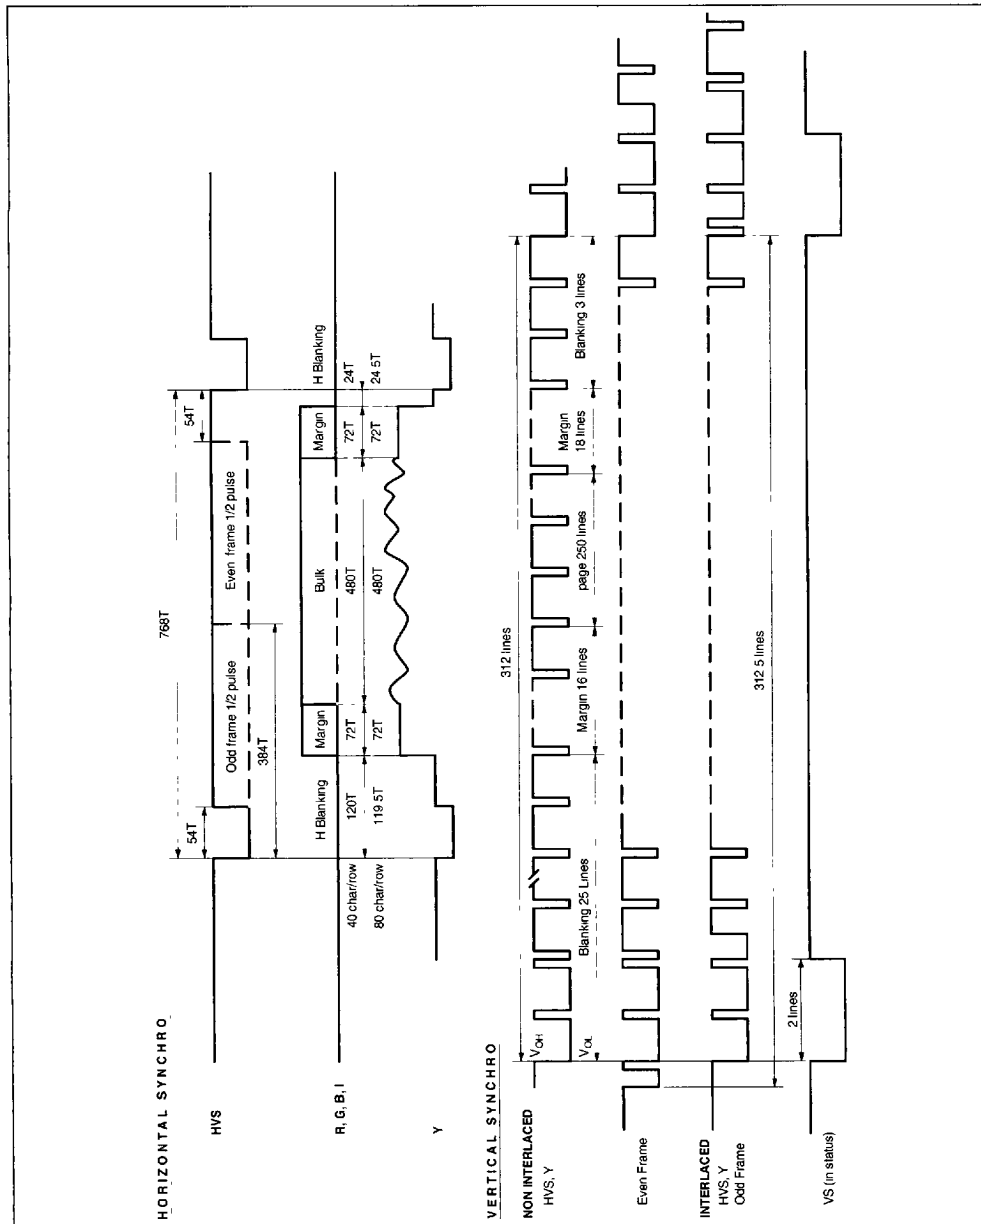 HORIZONTAL SYNCHRO
HVS
768T
54T
54T
Odd frame 1/2 pulse
Even frame 1/2 pulse
384T
R, G, B, I
H Blanking
Margin
Bulk
Margin
H Blanking
40 char/row
120T
72T
480T
72T
24T
80 char/row
119 5T
72T
480T
72T
24 5T
Y
VERTICAL SYNCHRO
NON INTERLACED
HVS, Y
312 lines
VOH
VOL
Blanking 25 Lines
Margin 16 lines
page 250 lines
Margin
18 lines
Blanking 3 lines
Even Frame
INTERLACED
HVS, Y
Odd Frame
312 5 lines
2 lines
VS (in status)